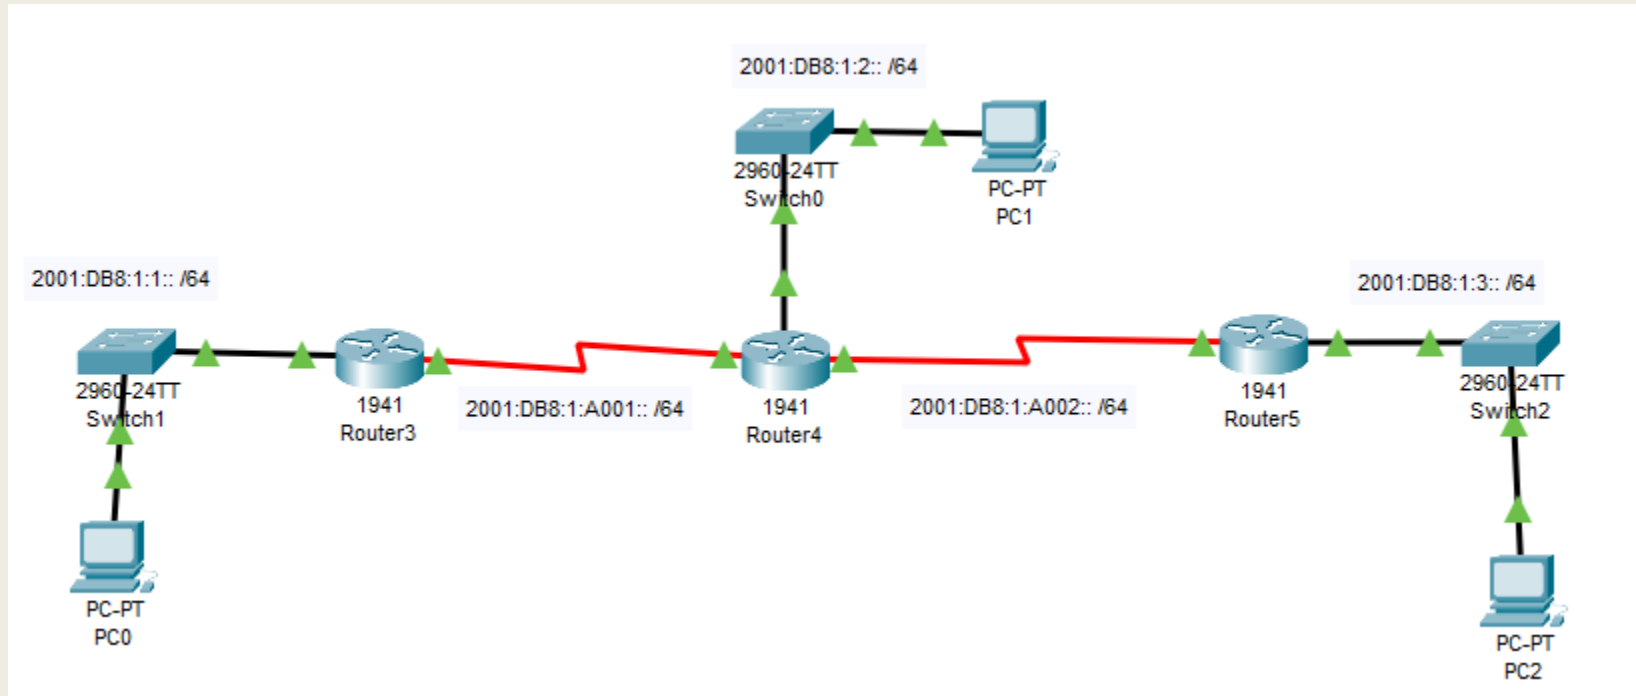 2001:DB8:1:2:: /64
2960-24TT
Switch0
PC-PT
PC1
2001:DB8:1:1:: /64
2960-24TT
Switch1
1941
Router3
2001:DB8:1:A001:: /64
1941
Router4
2001:DB8:1:A002:: /64
1941
Router5
2001:DB8:1:3:: /64
2960-24TT
Switch2
PC-PT
PC0
PC-PT
PC2